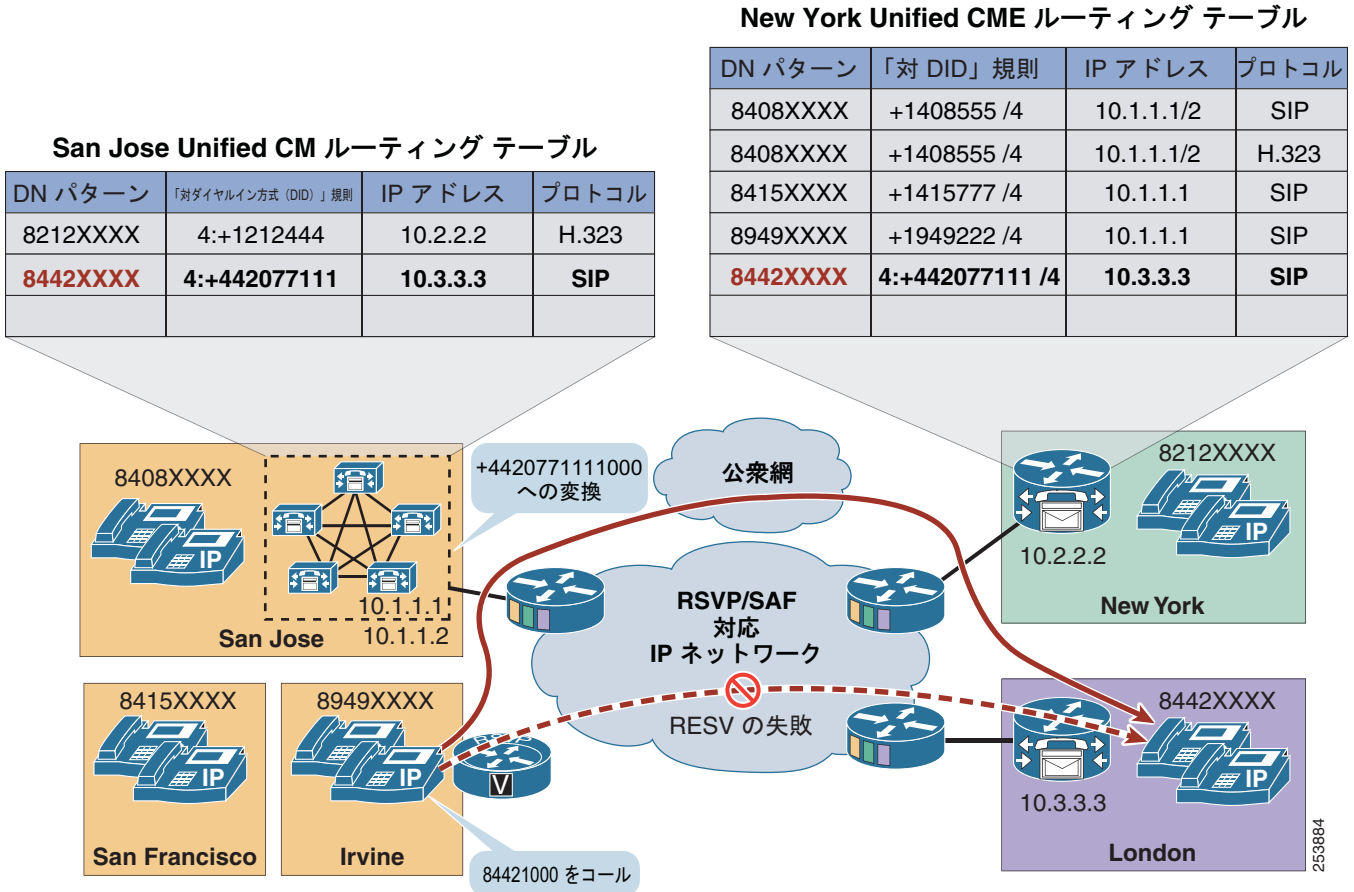 New York Unified CME ルーティング テーブル
DN パターン 「対 DID」規則 IP アドレス プロトコル
8408XXXX +1408555 /4 10.1.1.1/2 SIP
8408XXXX +1408555 /4 10.1.1.1/2 H.323
8415XXXX +1415777 /4 10.1.1.1 SIP
8949XXXX +1949222 /4 10.1.1.1 SIP
8442XXXX 4:+442077111 /4 10.3.3.3 SIP
San Jose Unified CM ルーティング テーブル
DN パターン 「対ダイヤルイン方式（DID）」規則 IP アドレス プロトコル
8212XXXX 4:+1212444 10.2.2.2 H.323
8442XXXX 4:+442077111 10.3.3.3 SIP
8408XXXX
IP
10.1.1.1
10.1.1.2
San Jose
+4420771111000
への変換
公衆網
8212XXXX
IP
10.2.2.2
New York
RSVP/SAF
対応
IP ネットワーク
RESV の失敗
8415XXXX
IP
San Francisco
8949XXXX
IP
V
Irvine
84421000 をコール
8442XXXX
IP
10.3.3.3
London
253884